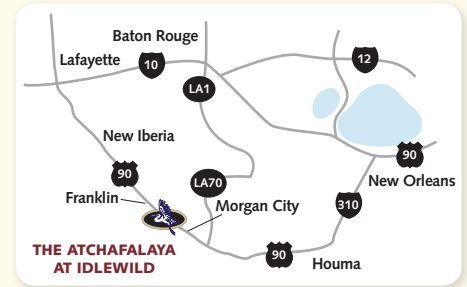 Baton Rouge
Lafayette
10
12
LA1
New Iberia
90
90
LA70
New Orleans
Franklin
Morgan City
310
THE ATCHAFALAYA
AT IDLEWILD
90
Houma